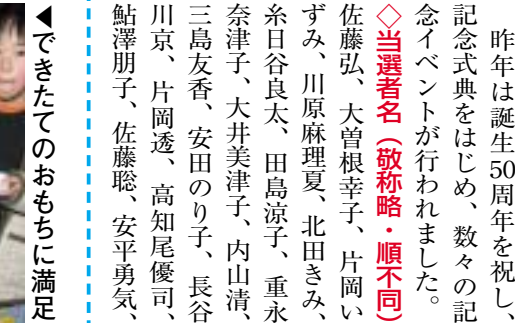 昨年は誕生50周年を祝し、
記念式典をはじめ、数々の記
念イベントが行われました。
◇当選者名（敬称略・順不同）
佐藤弘、大曽根幸子、片岡い
ずみ、川原麻理夏、北田きみ、
糸日谷良太、田島涼子、重永
奈津子、大井美津子、内山清、
三島友香、安田のり子、長谷
川京、片岡透、高知尾優司、
鮎澤朋子、佐藤聡、安平勇気、
◀できたてのおもちに満足